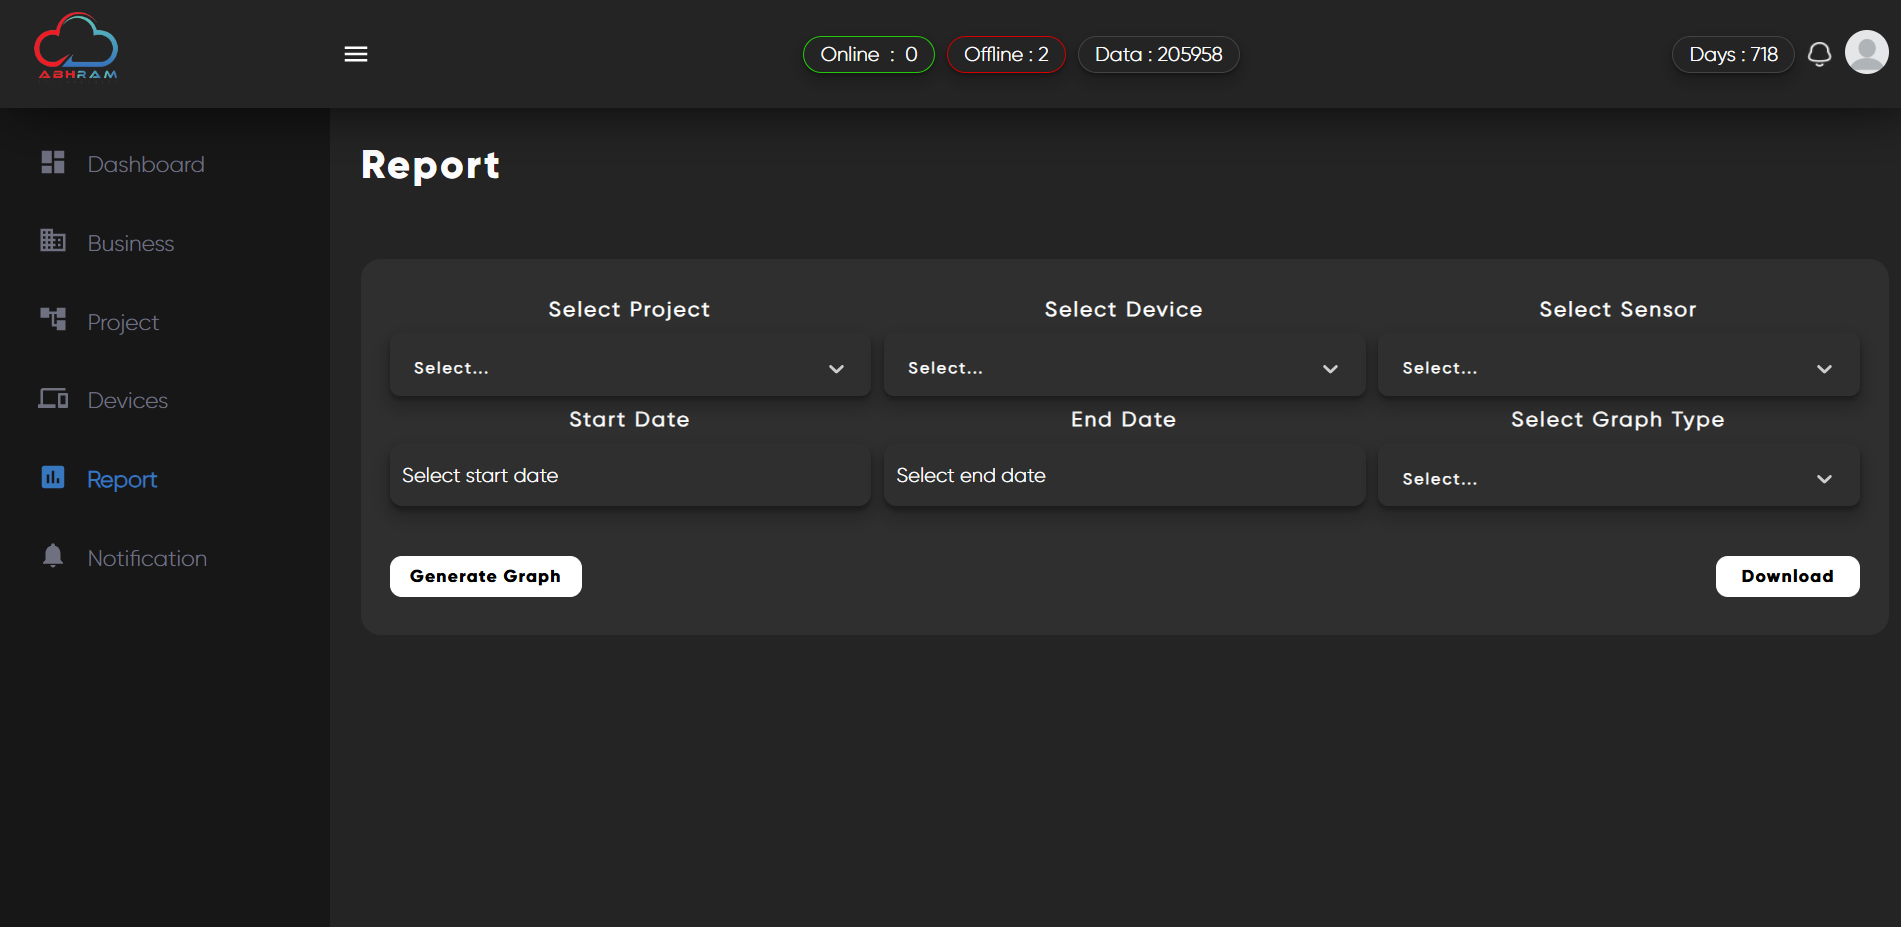 ABHRAM
Online : 0
Offline : 2
Data : 205958
Days : 718
Dashboard
Business
Project
Devices
Report
Notification
Report
Select Project
Select Device
Select Sensor
Select...
Select...
Select...
Start Date
End Date
Select Graph Type
Select start date
Select end date
Select...
Generate Graph
Download